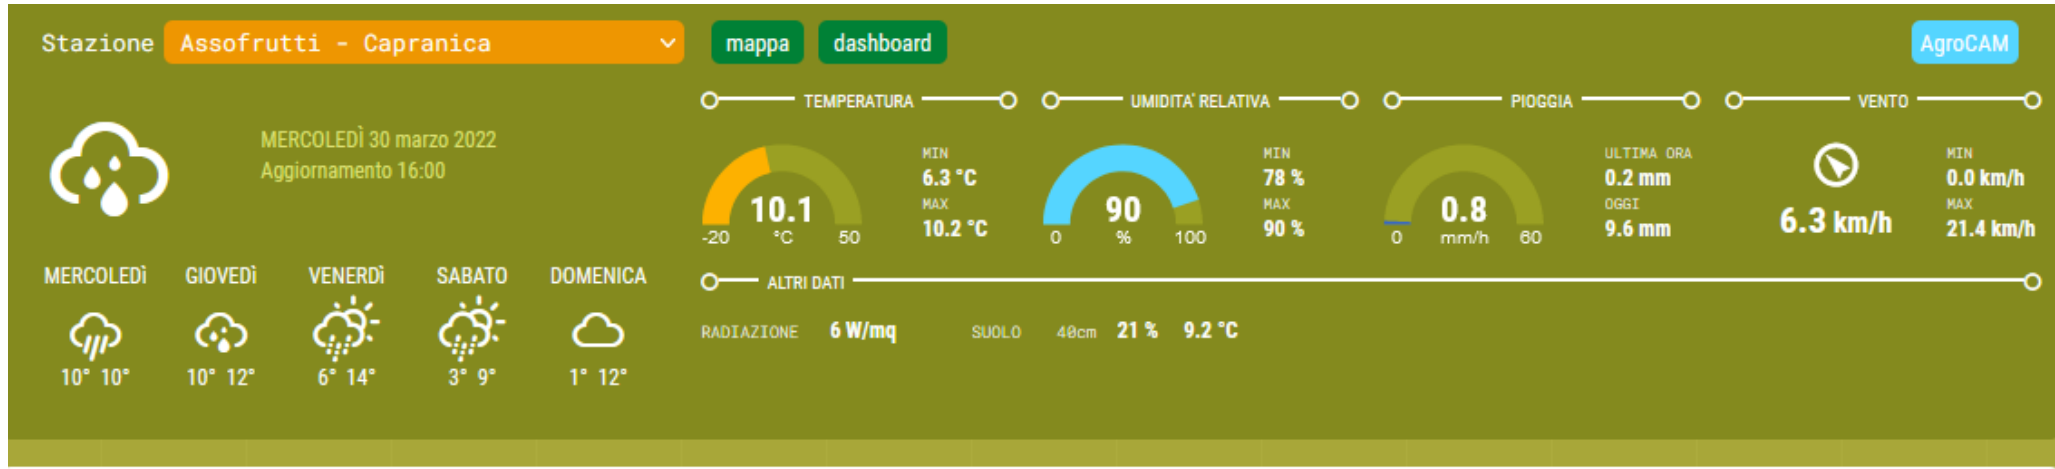 Stazione Assofrutti - Capranica mappa dashboard AgroCAM
MERCOLEDÌ 30 marzo 2022
Aggiornamento 16:00
TEMPERATURA
10.1
°C
-20 50
MIN
6.3 °C
MAX
10.2 °C
UMIDITA' RELATIVA
90
%
0 100
MIN
78 %
MAX
90 %
PIOGGIA
0.8
mm/h
0 60
ULTIMA ORA
0.2 mm
OGGI
9.6 mm
VENTO
6.3 km/h
MIN
0.0 km/h
MAX
21.4 km/h
MERCOLEDÌ GIOVEDÌ VENERDÌ SABATO DOMENICA
10° 10° 10° 12° 6° 14° 3° 9° 1° 12°
ALTRI DATI
RADIAZIONE 6 W/mq SUOLO 40cm 21 % 9.2 °C